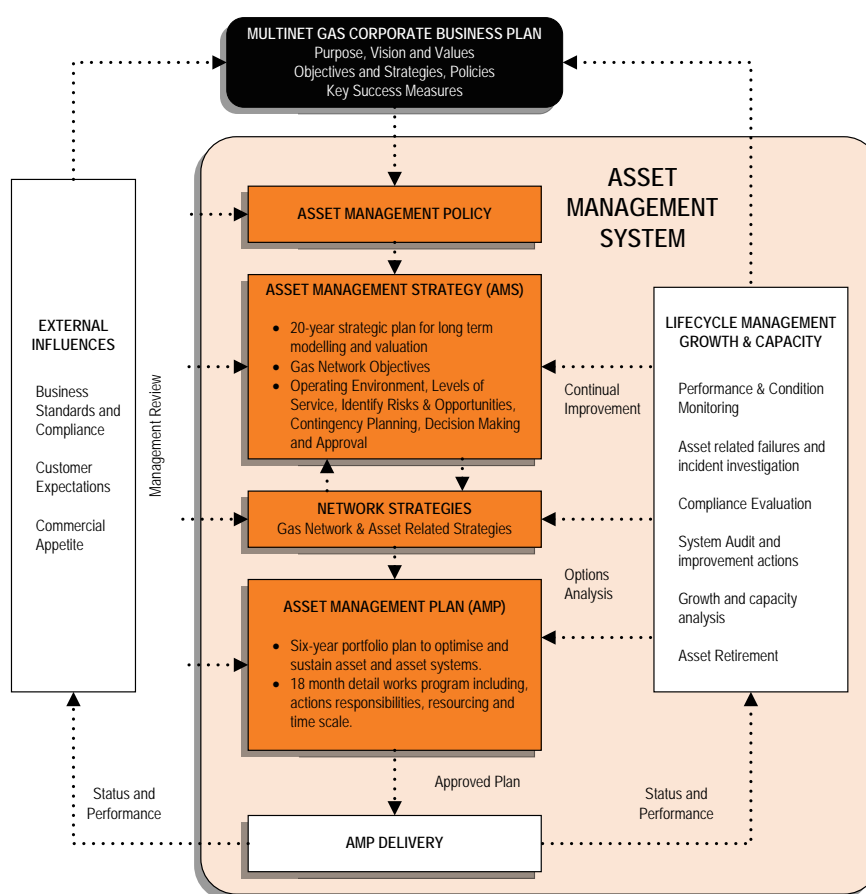 MULTINET GAS CORPORATE BUSINESS PLAN
Purpose, Vision and Values
Objectives and Strategies, Policies
Key Success Measures
ASSET
MANAGEMENT
SYSTEM
ASSET MANAGEMENT POLICY
ASSET MANAGEMENT STRATEGY (AMS)
• 20-year strategic plan for long term
modelling and valuation
• Gas Network Objectives
• Operating Environment, Levels of
Service, Identify Risks & Opportunities,
Contingency Planning, Decision Making
and Approval
EXTERNAL
INFLUENCES
Business
Standards and
Compliance
Customer
Expectations
Commercial
Appetite
Management Review
Continual
Improvement
LIFECYCLE MANAGEMENT
GROWTH & CAPACITY
Performance & Condition
Monitoring
Asset related failures and
incident investigation
Compliance Evaluation
System Audit and
improvement actions
Growth and capacity
analysis
Asset Retirement
NETWORK STRATEGIES
Gas Network & Asset Related Strategies
Options
Analysis
ASSET MANAGEMENT PLAN (AMP)
• Six-year portfolio plan to optimise and
sustain asset and asset systems.
• 18 month detail works program including,
actions responsibilities, resourcing and
time scale.
Approved Plan
Status and
Performance
Status and
Performance
AMP DELIVERY